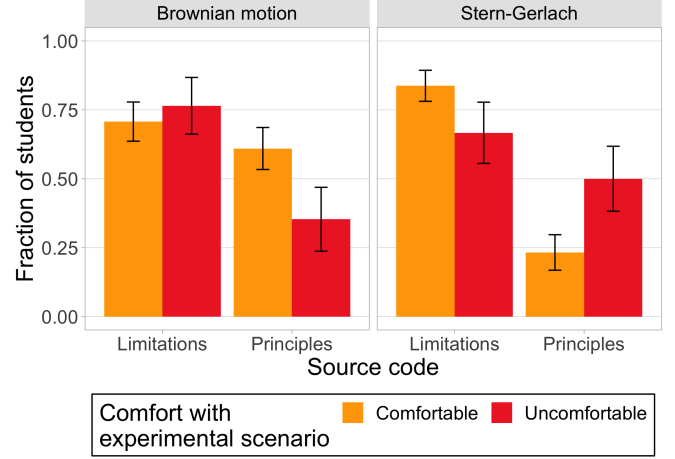 Brownian motion
Stern-Gerlach
Fraction of students
1.00
0.75
0.50
0.25
0.00
Limitations
Principles
Limitations
Principles
Source code
Comfort with
experimental scenario
Comfortable
Uncomfortable